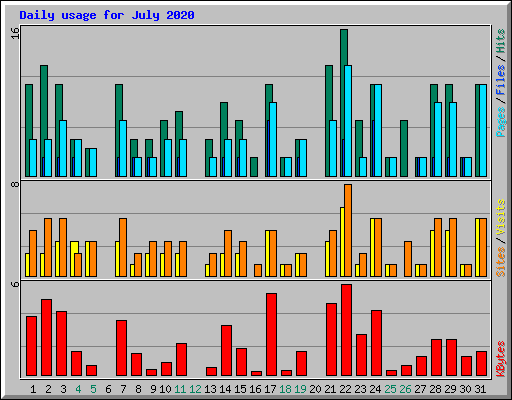 Daily usage for July 2020
16
Pages/Files/Hits
8
Sites/Visits
6
KBytes
1 2 3 4 5 6 7 8 9 10 11 12 13 14 15 16 17 18 19 20 21 22 23 24 25 26 27 28 29 30 31